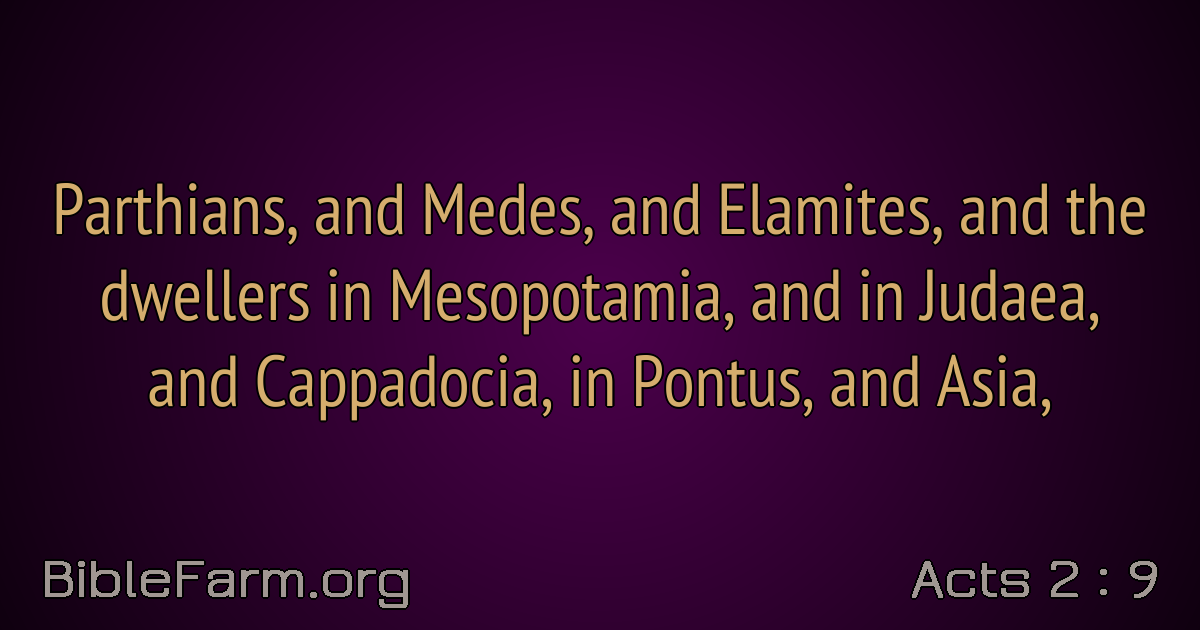 Parthians, and Medes, and Elamites, and the
dwellers in Mesopotamia, and in Judaea,
and Cappadocia, in Pontus, and Asia,
BibleFarm.org
Acts 2 : 9